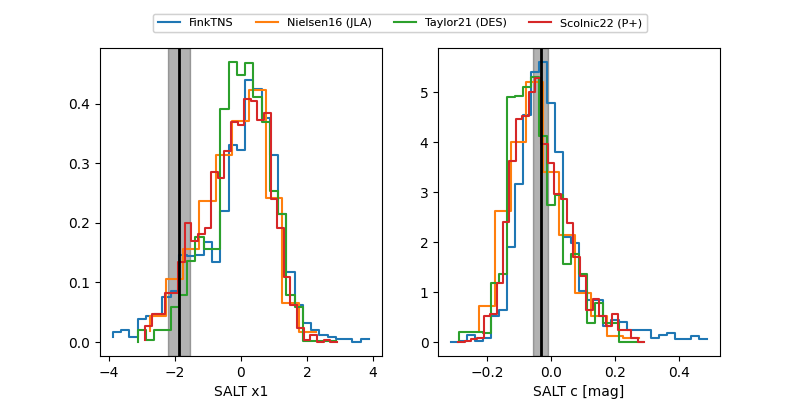 FinkTNS Nielsen16 (JLA) Taylor21 (DES) Scolnic22 (P+)
0.4
0.3
0.2
0.1
0.0
−4 −2 0 2 4
SALT x1
5
4
3
2
1
0
−0.2 0.0 0.2 0.4
SALT c [mag]